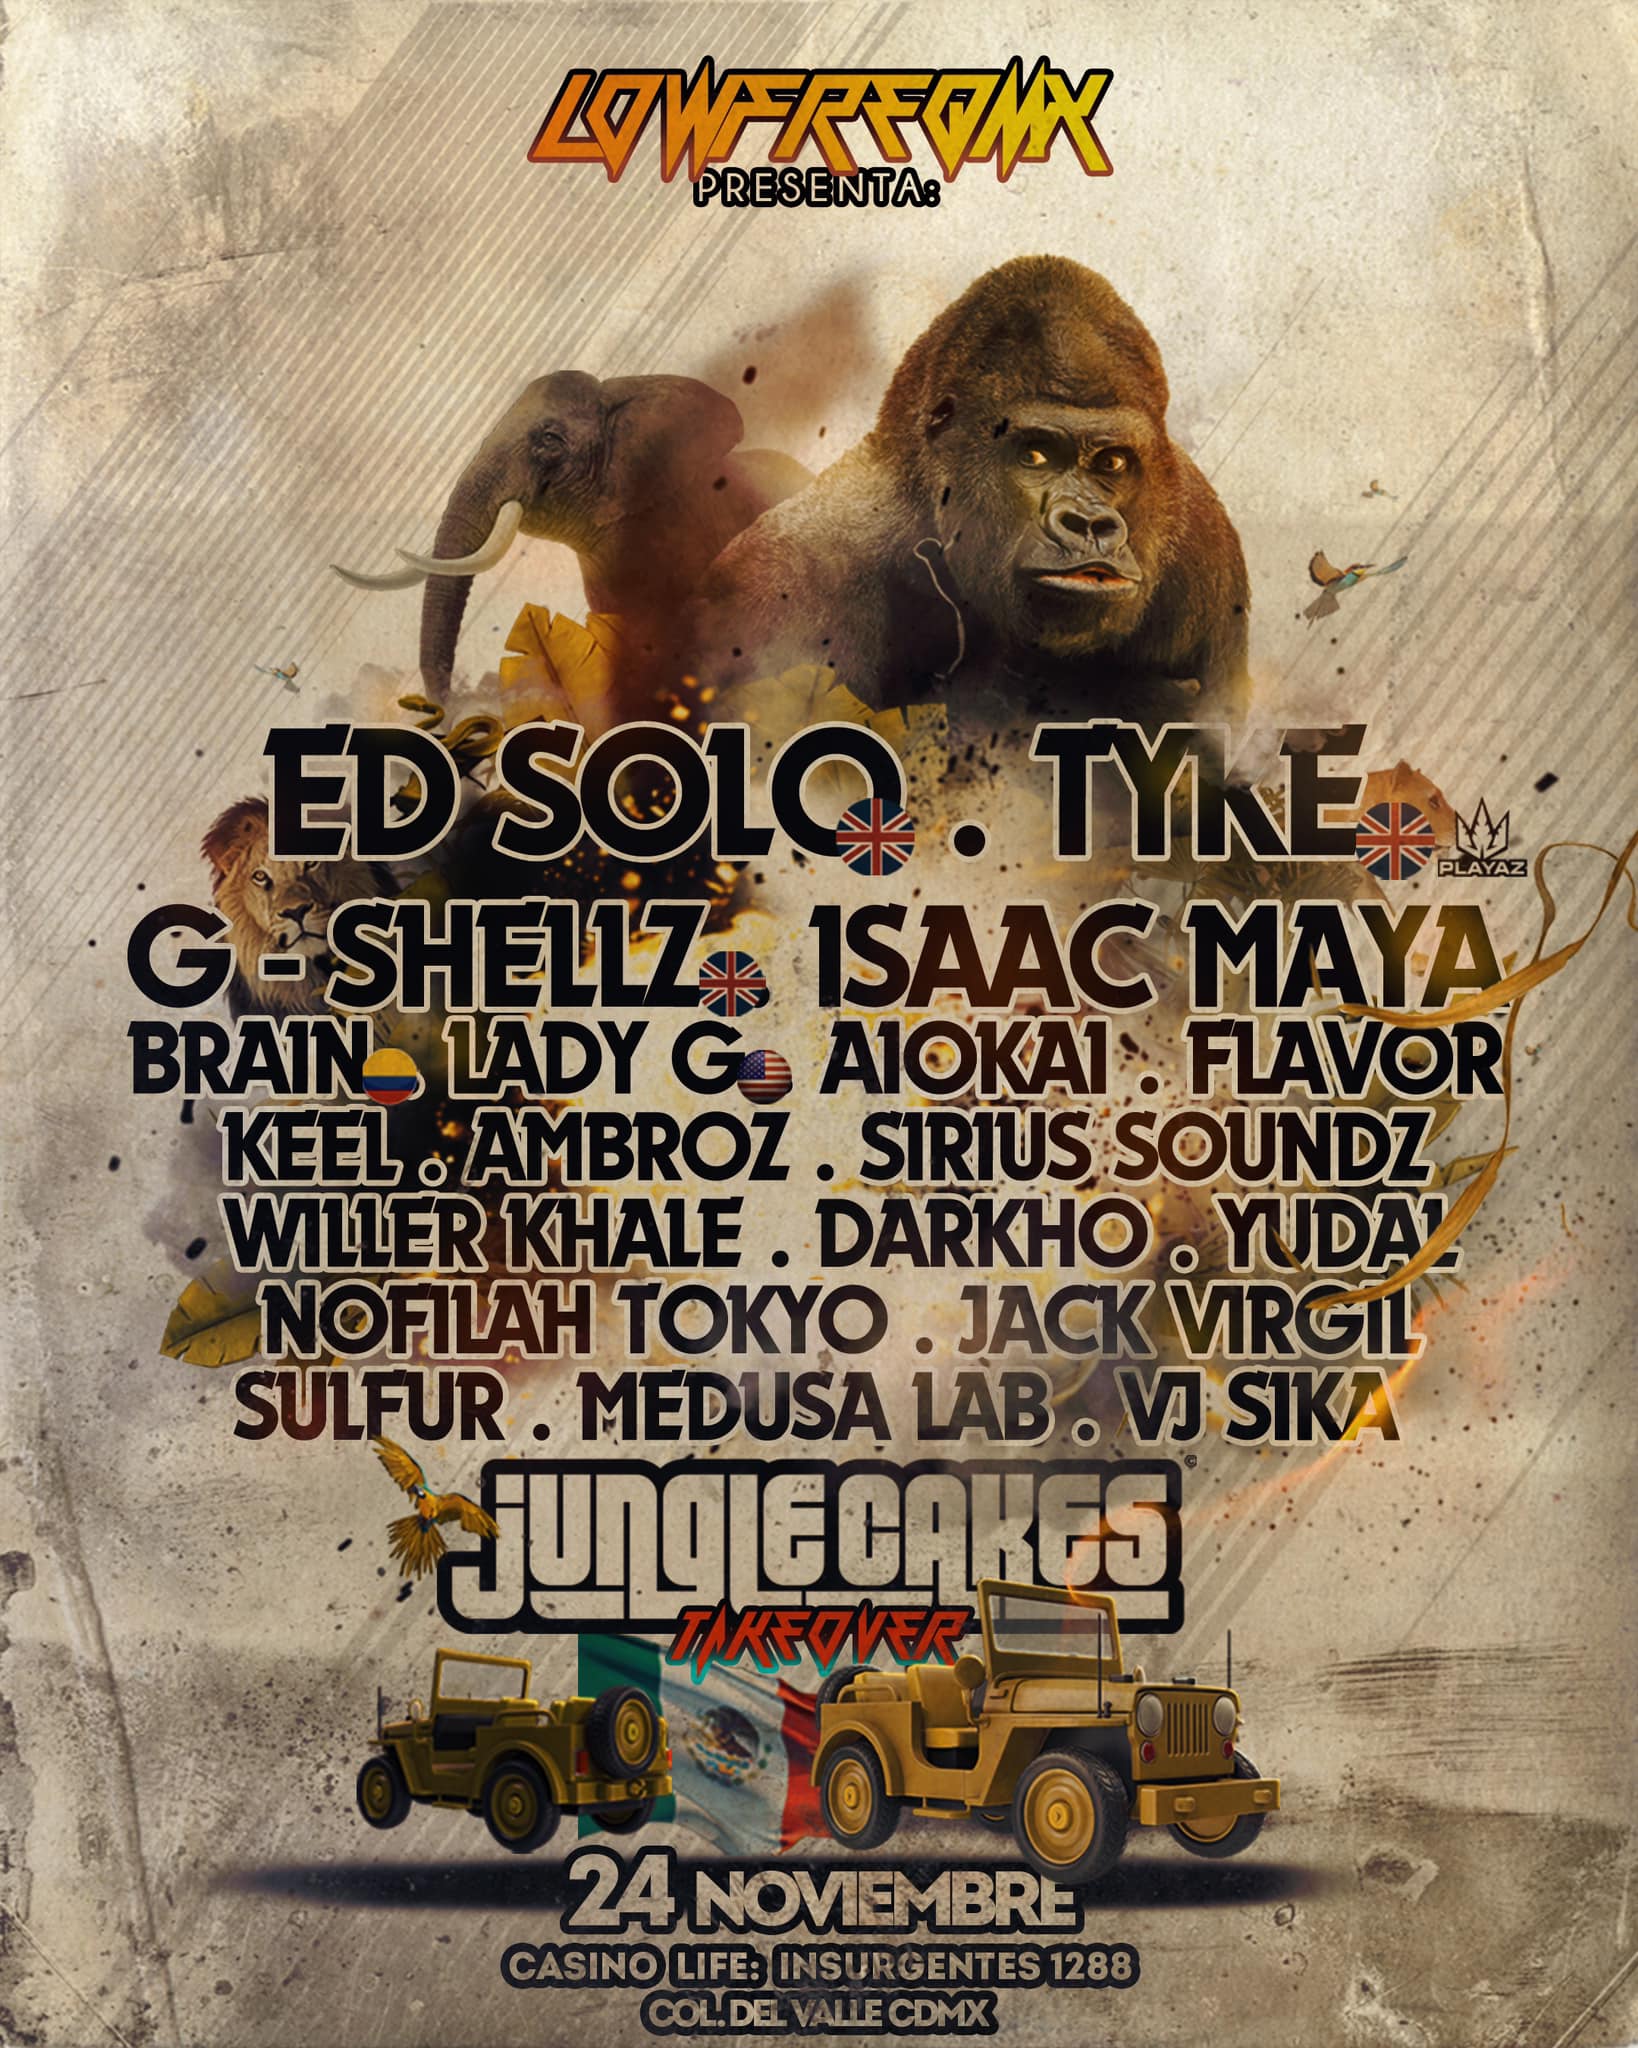 LOWFREQMX
PRESENTA:
ED SOLO . TYKE
PLAYAZ
G - SHELLZ ISAAC MAYA
BRAIN . LADY G AIOKAI . FLAVOR
KEEL . AMBROZ . SIRIUS SOUNDZ
WILLER KHALE . DARKHO . YUDAL
NOFILAH TOKYO . JACK VIRGIL
SULFUR . MEDUSA LAB . VJ SIKA
JUNGLE CAKES ©
TAKEOVER
24 NOVIEMBRE
CASINO LIFE: INSURGENTES 1288
COL. DEL VALLE CDMX